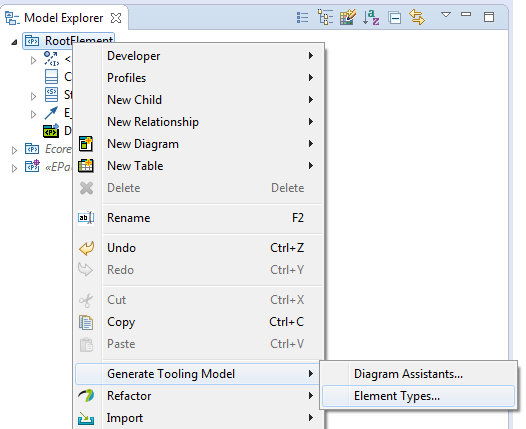 Model Explorer
RootElement
Developer
Profiles
New Child
New Relationship
New Diagram
New Table
Delete Delete
Rename F2
Undo Ctrl+Z
Redo Ctrl+Y
Cut Ctrl+X
Copy Ctrl+C
Paste Ctrl+V
Generate Tooling Model
Refactor
Import
Diagram Assistants...
Element Types...
<
C
St
E_
D
Ecore
«EPac